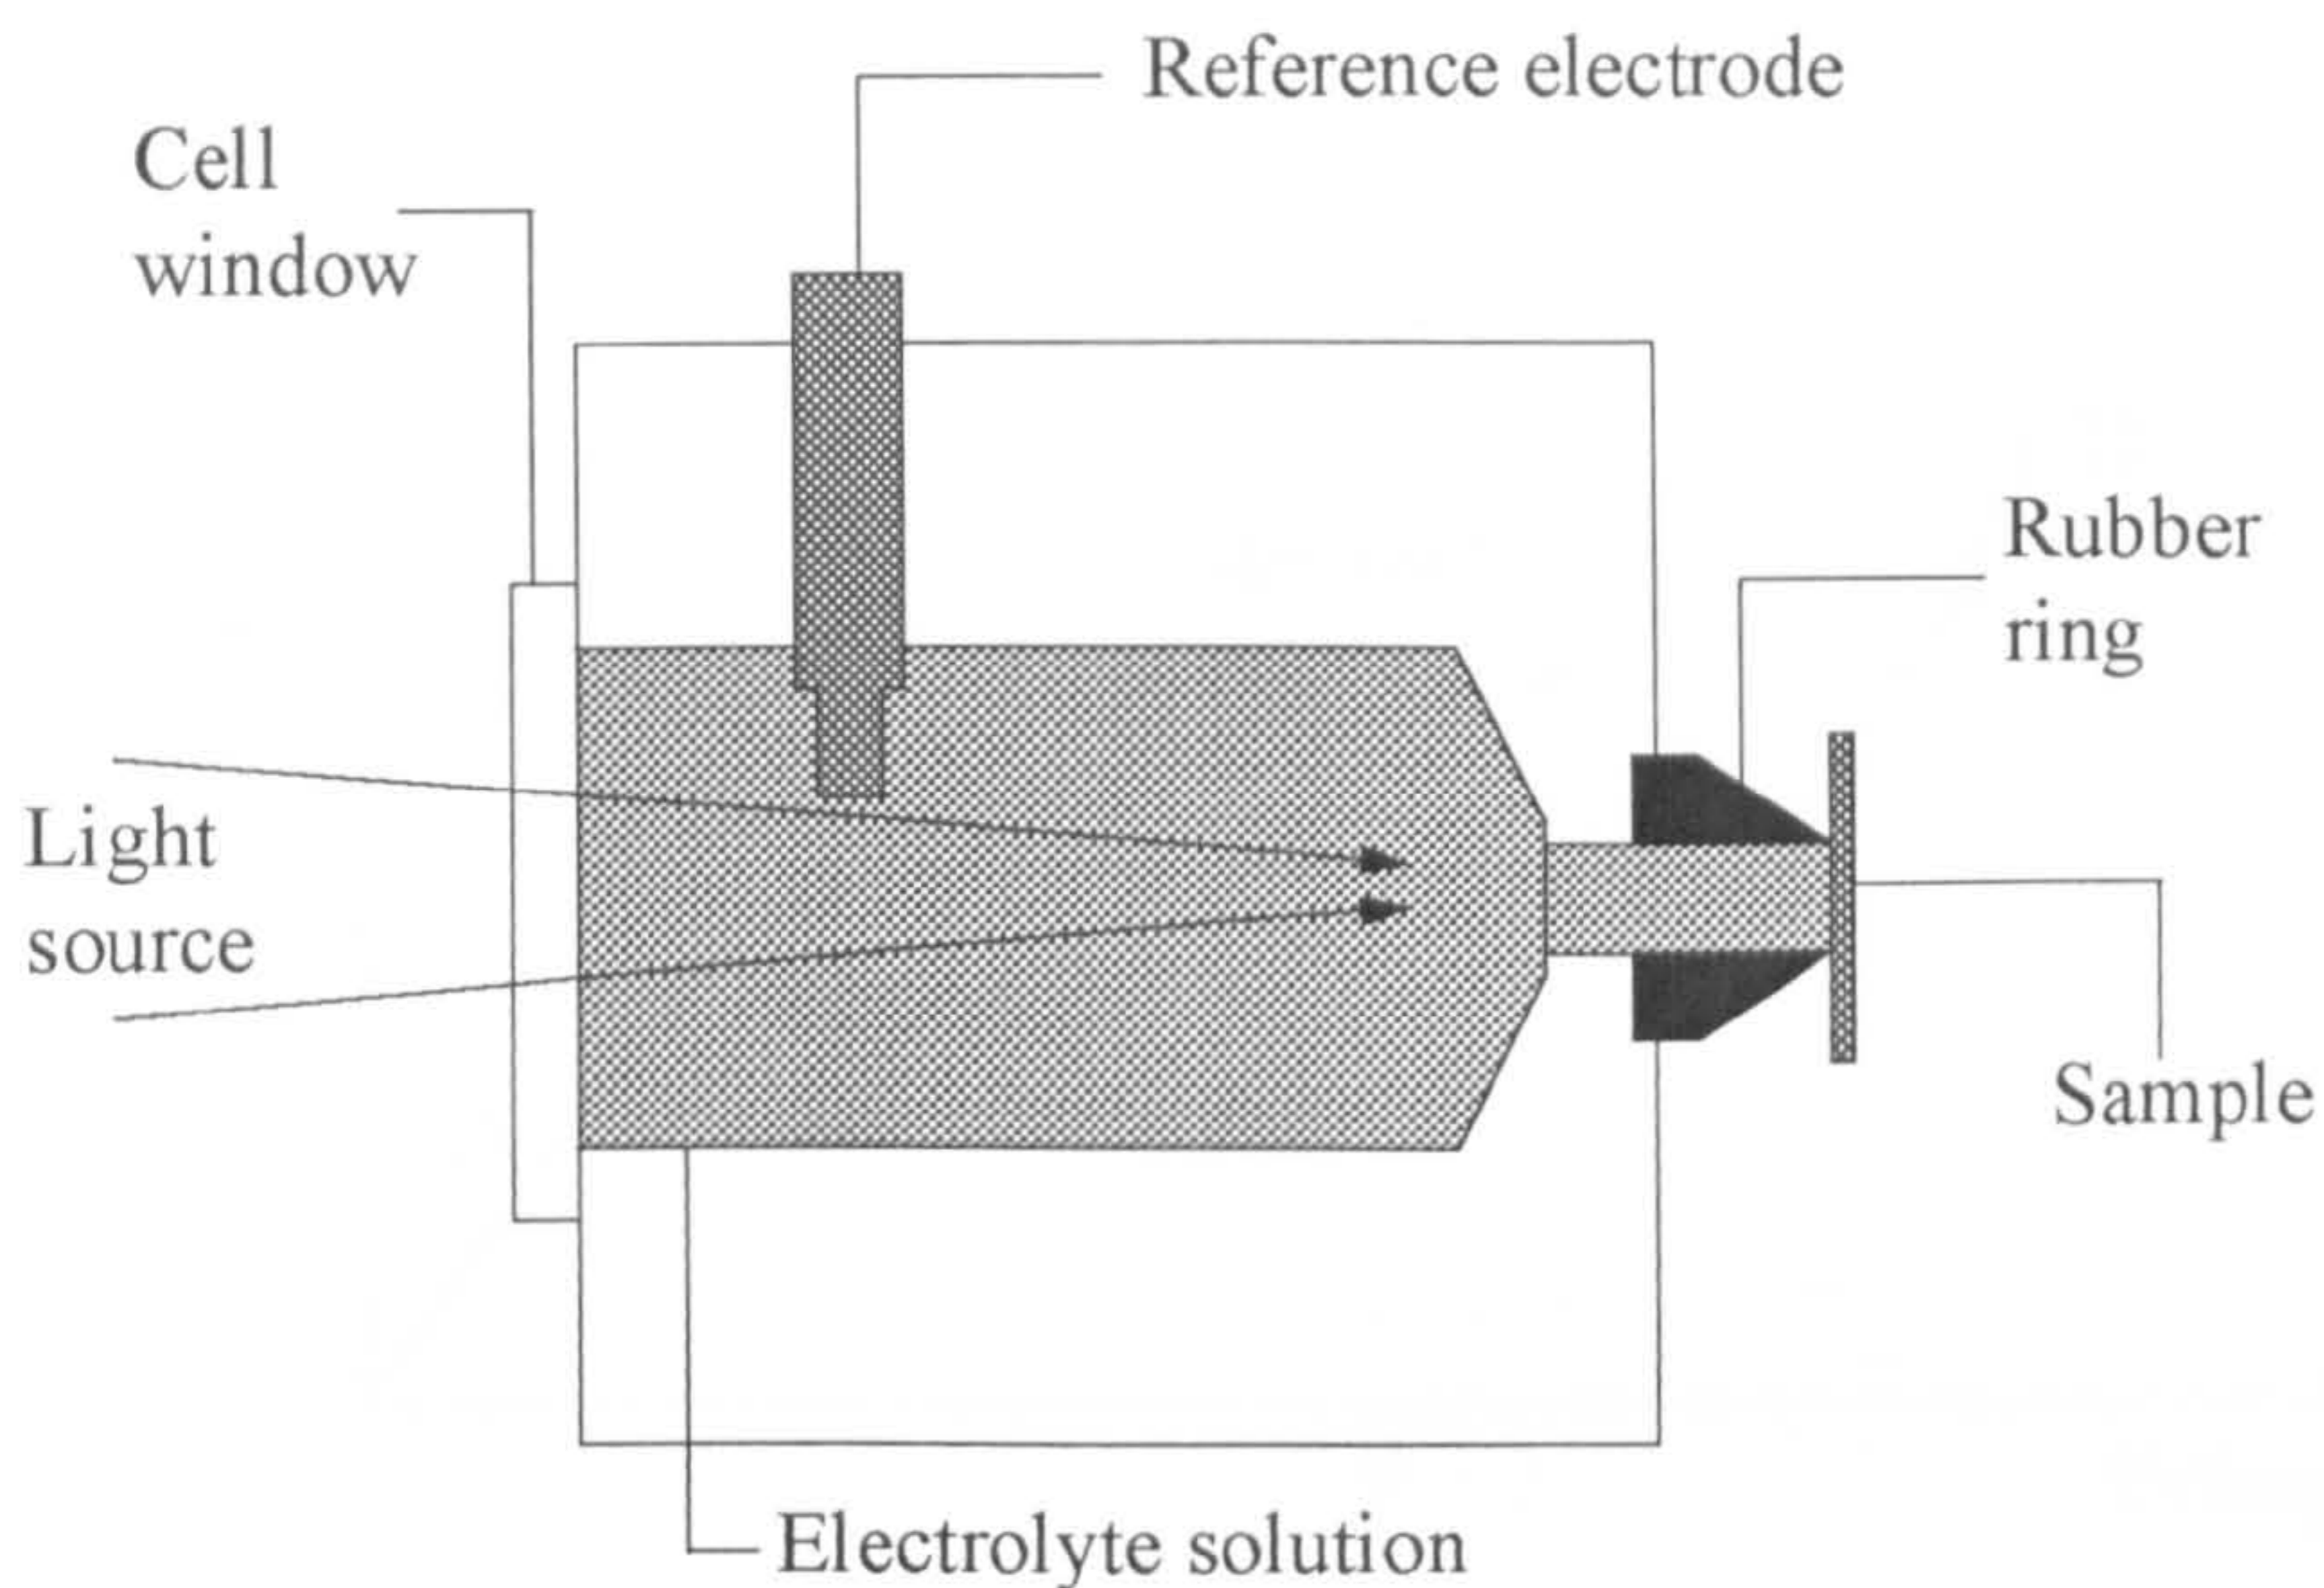 Reference electrode
Cell
window
Rubber
ring
Light
source
Sample
Electrolyte solution